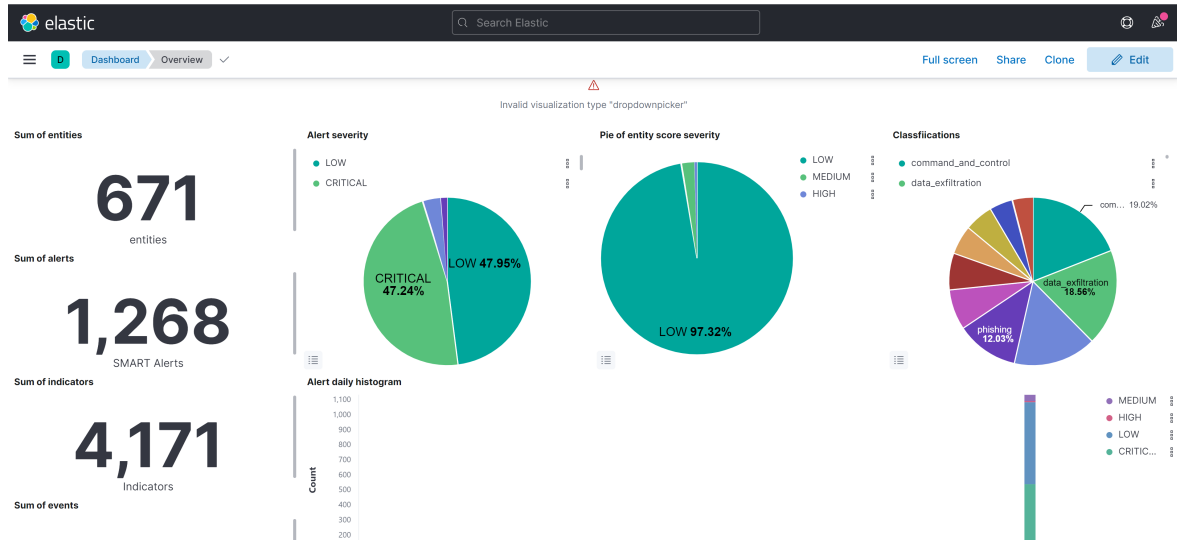 elastic
Search Elastic
D
Dashboard
Overview
Full screen
Share
Clone
Edit
Invalid visualization type "dropdownpicker"
Sum of entities
671
entities
Sum of alerts
1,268
SMART Alerts
Sum of indicators
4,171
Indicators
Sum of events
Alert severity
LOW
CRITICAL
LOW 47.95%
CRITICAL
47.24%
Pie of entity score severity
LOW
MEDIUM
HIGH
LOW 97.32%
Classfiications
command_and_control
data_exfiltration
com... 19.02%
data_exfiltration
18.56%
phishing
12.03%
Alert daily histogram
Count
1,100
1,000
900
800
700
600
500
400
300
200
MEDIUM
HIGH
LOW
CRITIC...